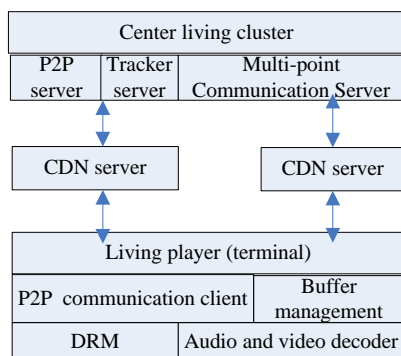 Center living cluster
P2P
server
Tracker
server
Multi-point
Communication Server
CDN server
CDN server
Living player (terminal)
P2P communication client
Buffer
management
DRM
Audio and video decoder